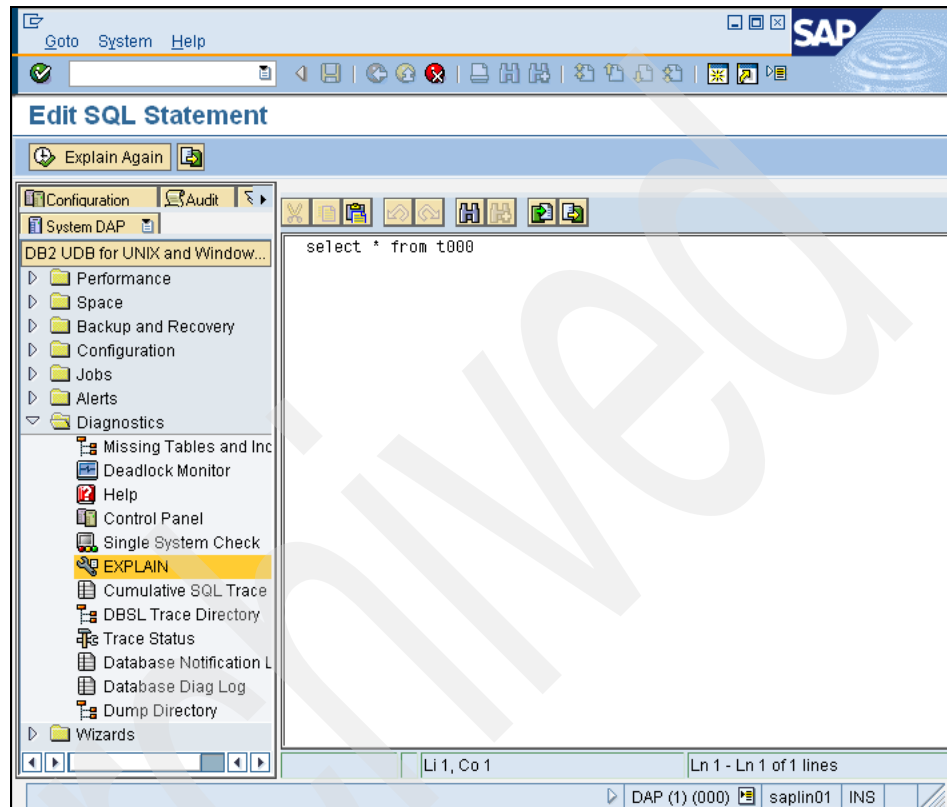 Goto System Help
SAP
Edit SQL Statement
Explain Again
Configuration Audit
System DAP
DB2 UDB for UNIX and Window...
Performance
Space
Backup and Recovery
Configuration
Jobs
Alerts
Diagnostics
Missing Tables and Inc
Deadlock Monitor
Help
Control Panel
Single System Check
EXPLAIN
Cumulative SQL Trace
DBSL Trace Directory
Trace Status
Database Notification L
Database Diag Log
Dump Directory
Wizards
select * from t000
Li 1, Co 1 Ln 1 - Ln 1 of 1 lines
DAP (1) (000) saplin01 INS
chived